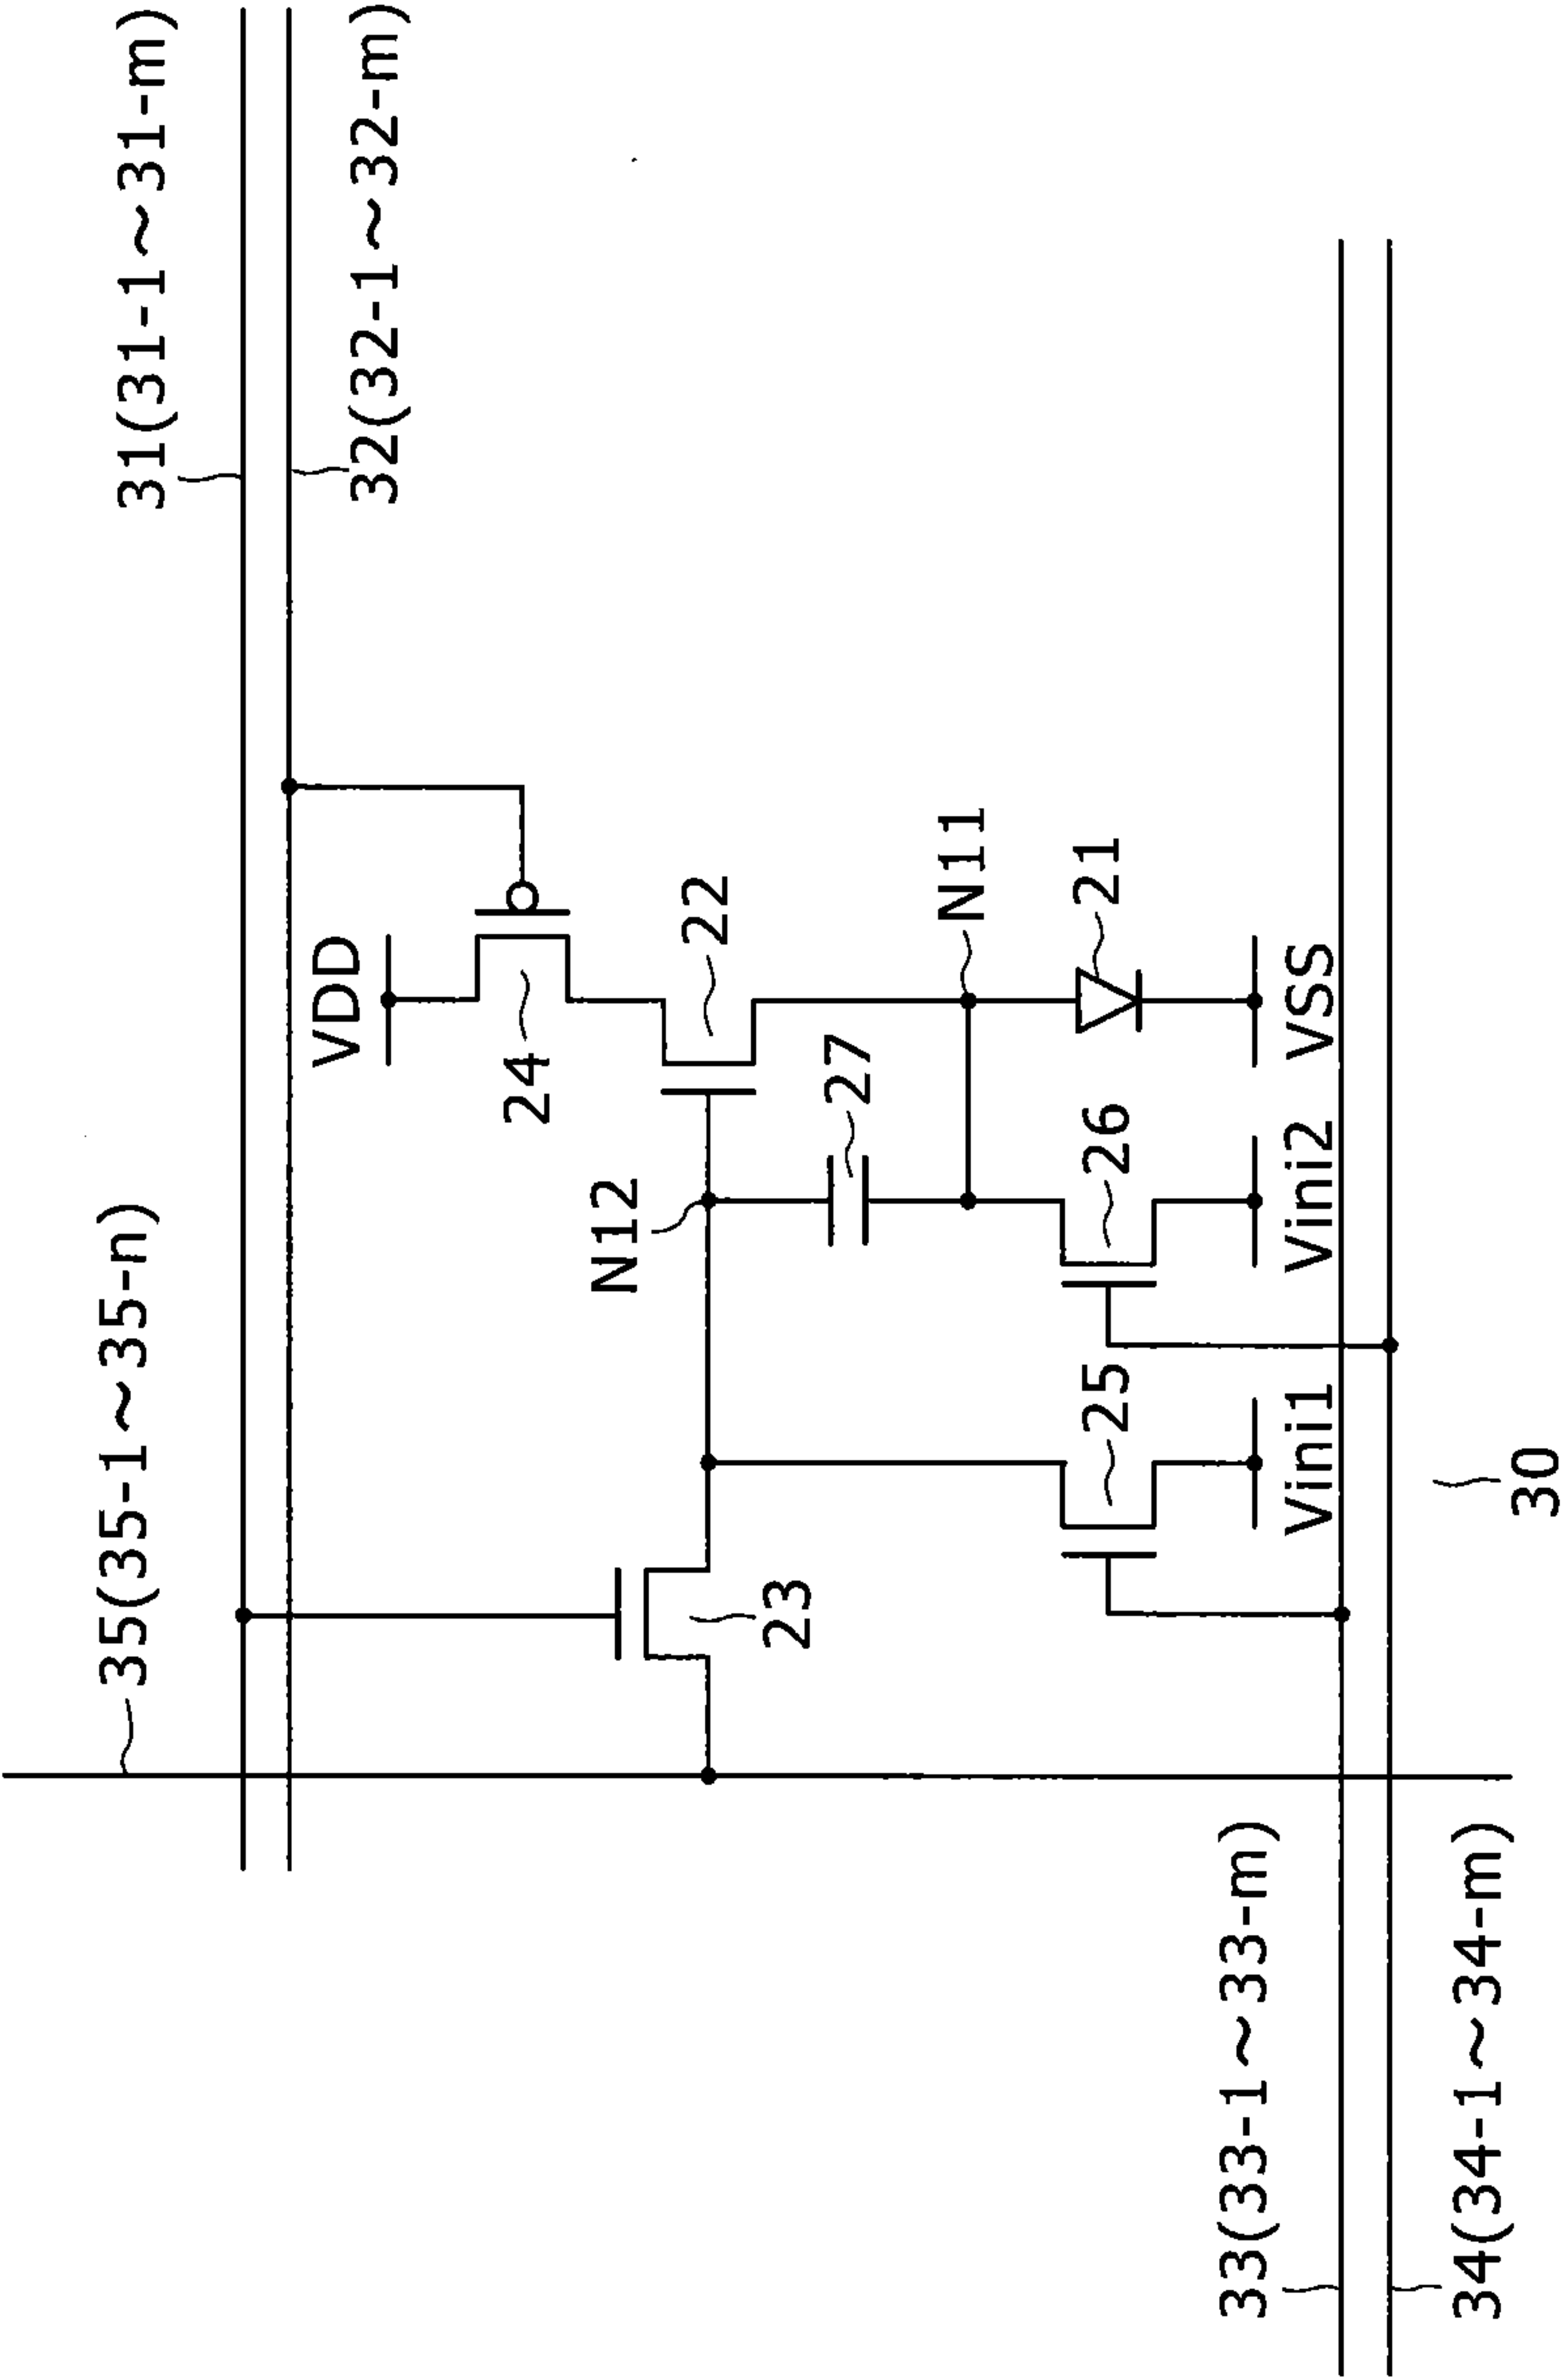 35(35-1~35-n)
31(31-1~31-m)
32(32-1~32-m)
VDD
24
22
N12
23
27
N11
26
21
25
33(33-1~33-m)
Vini1
Vini2
VSS
34(34-1~34-m)
30